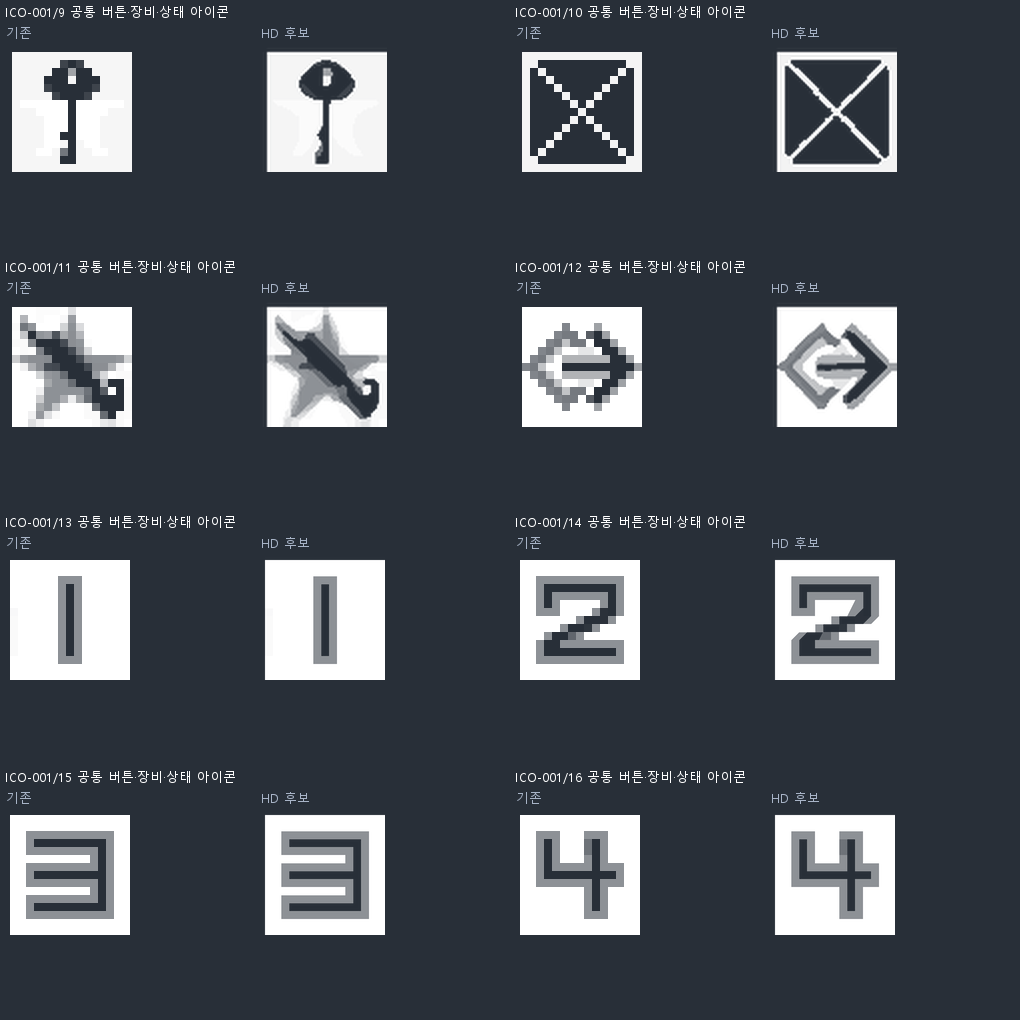 ICO-001/9 공통 버튼·장비·상태 아이콘
기존
HD 후보
ICO-001/10 공통 버튼·장비·상태 아이콘
기존
HD 후보
ICO-001/11 공통 버튼·장비·상태 아이콘
기존
HD 후보
ICO-001/12 공통 버튼·장비·상태 아이콘
기존
HD 후보
ICO-001/13 공통 버튼·장비·상태 아이콘
기존
HD 후보
1
1
ICO-001/14 공통 버튼·장비·상태 아이콘
기존
HD 후보
2
2
ICO-001/15 공통 버튼·장비·상태 아이콘
기존
HD 후보
3
3
ICO-001/16 공통 버튼·장비·상태 아이콘
기존
HD 후보
4
4